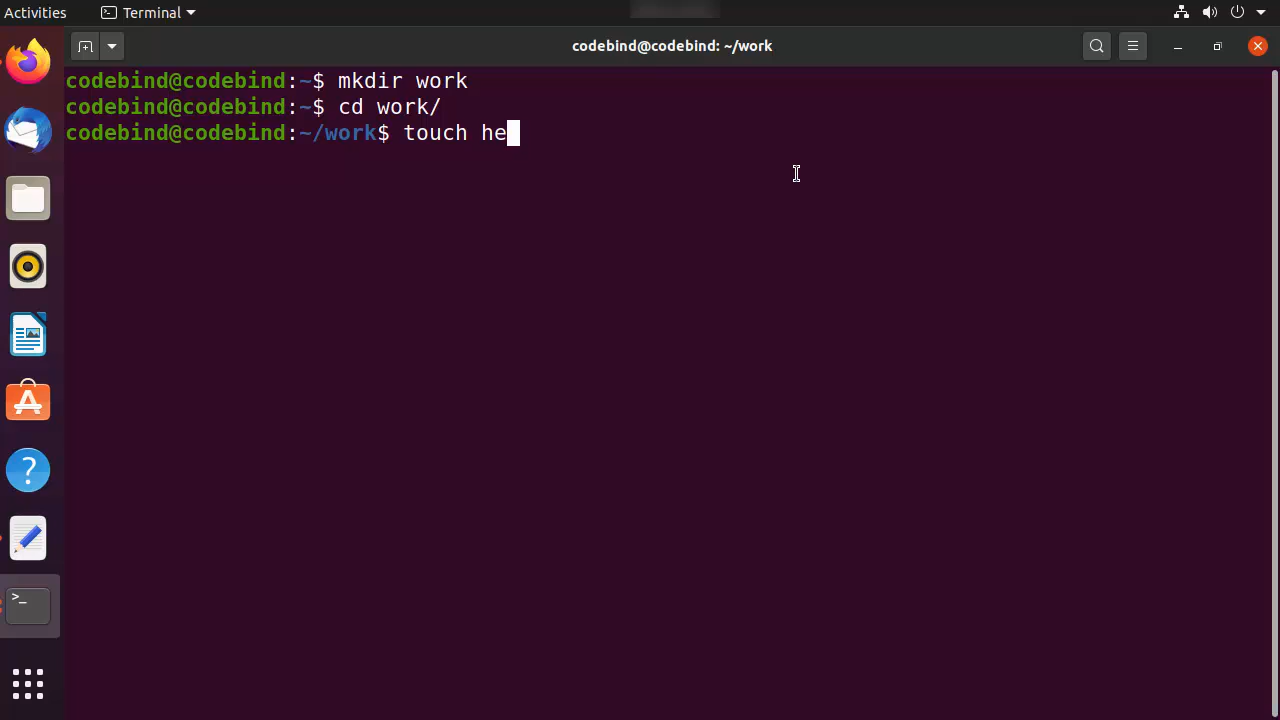 Activities
Terminal
codebind@codebind: ~/work
codebind@codebind:~$ mkdir work
codebind@codebind:~$ cd work/
codebind@codebind:~/work$ touch he